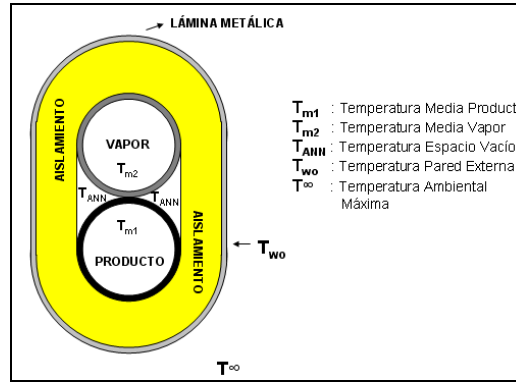 LÁMINA METÁLICA
AISLAMIENTO
VAPOR
Tm2
TANN
TANN
Tm1
PRODUCTO
AISLAMIENTO
Two
T∞
Tm1 : Temperatura Media Product
Tm2 : Temperatura Media Vapor
TANN : Temperatura Espacio Vacío
Two : Temperatura Pared Externa
T∞ : Temperatura Ambiental
Máxima